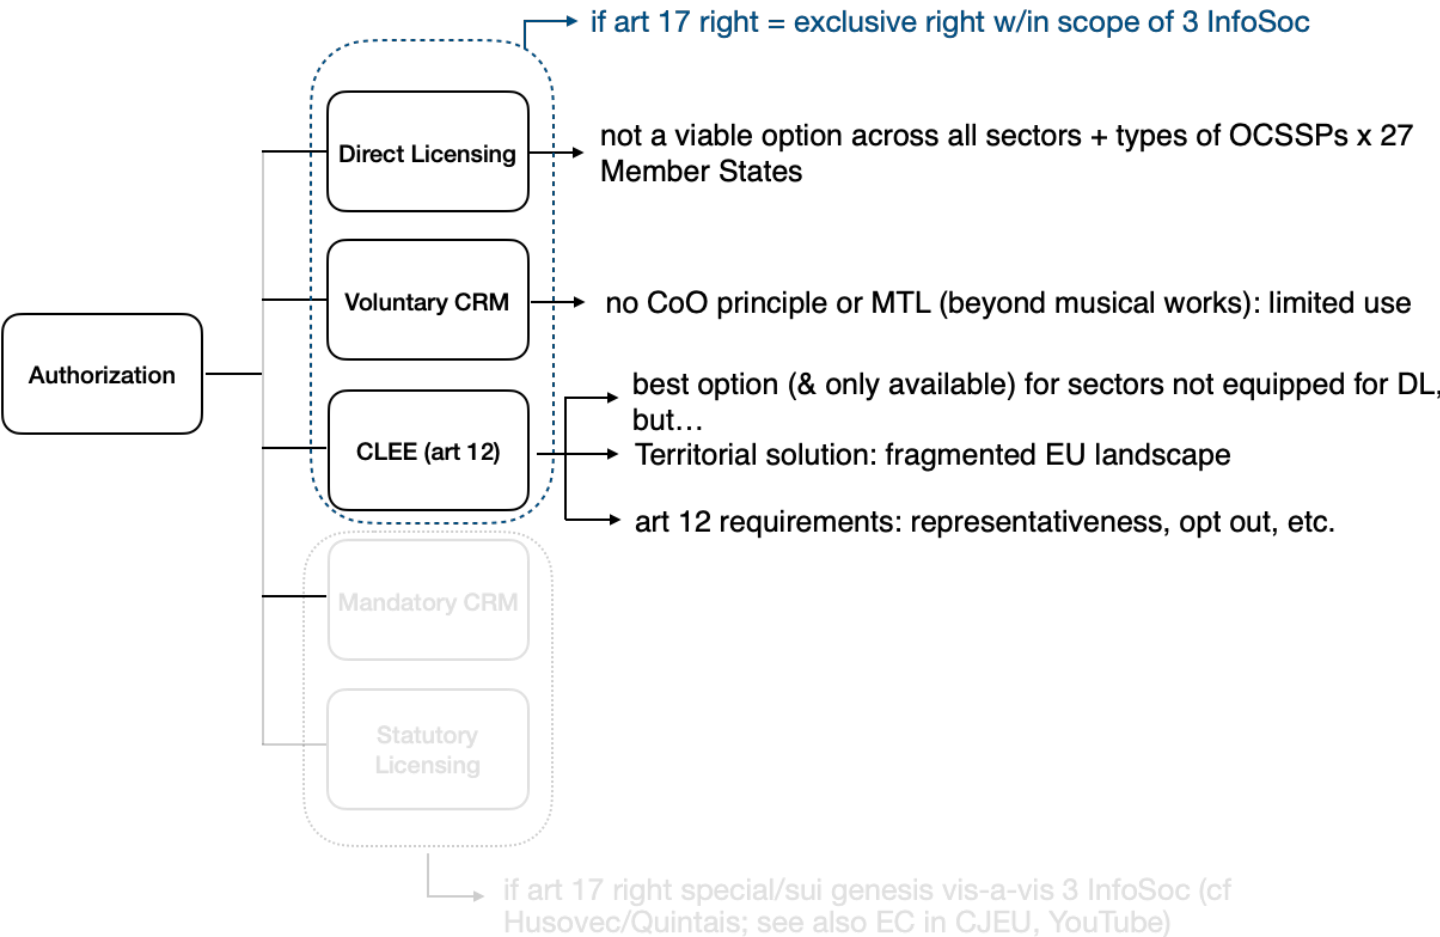 if art 17 right = exclusive right w/in scope of 3 InfoSoc
Direct Licensing
not a viable option across all sectors + types of OCSSPs x 27
Member States
Voluntary CRM
no CoO principle or MTL (beyond musical works): limited use
Authorization
CLEE (art 12)
best option (& only available) for sectors not equipped for DL,
but…
Territorial solution: fragmented EU landscape
art 12 requirements: representativeness, opt out, etc.
Mandatory CRM
Statutory
Licensing
if art 17 right special/sui genesis vis-a-vis 3 InfoSoc (cf
Husovec/Quintais; see also EC in CJEU, YouTube)